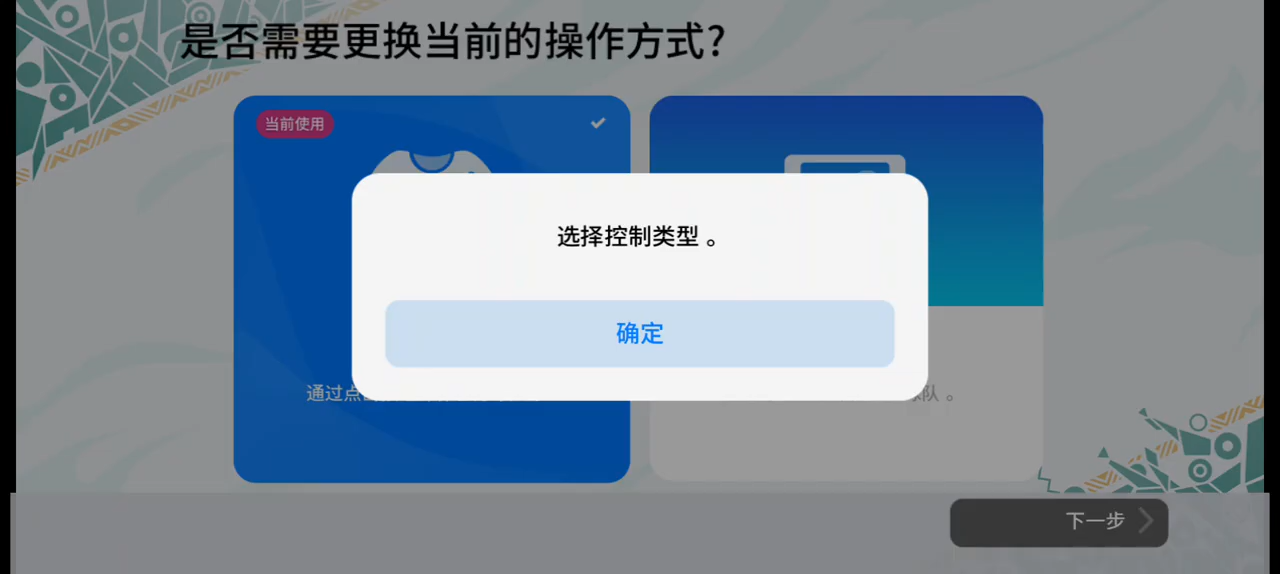 是否需要更换当前的操作方式?
当前使用
选择控制类型 。
确定
通过点
队 。
下一步